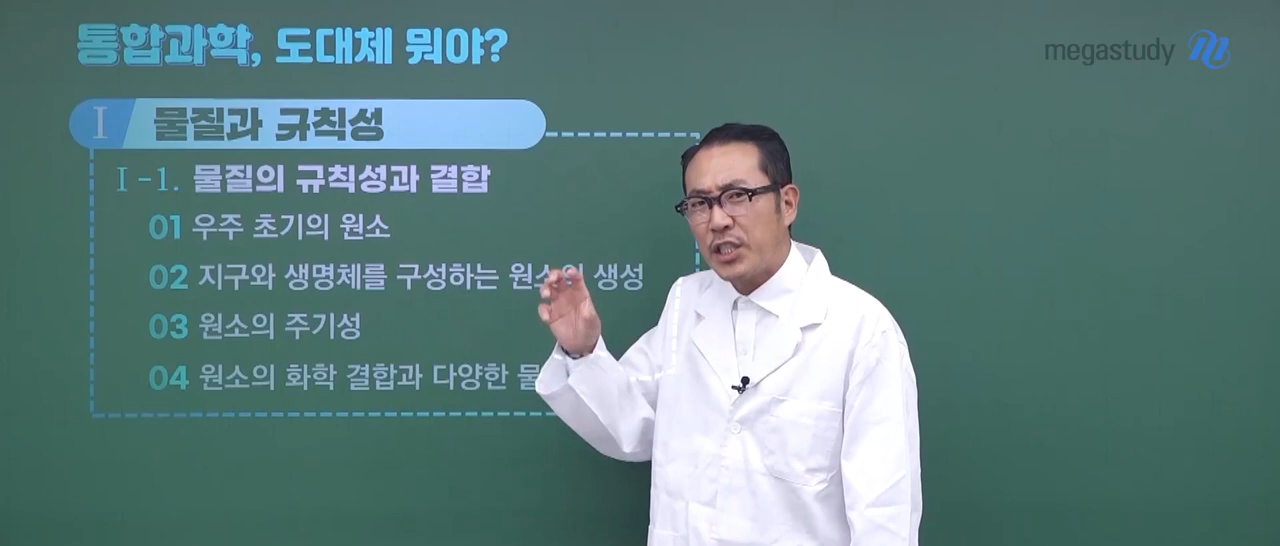 통합과학, 도대체 뭐야?
megastudy
I 물질과 규칙성
I-1. 물질의 규칙성과 결합
01 우주 초기의 원소
02 지구와 생명체를 구성하는 원소의 생성
03 원소의 주기성
04 원소의 화학 결합과 다양한